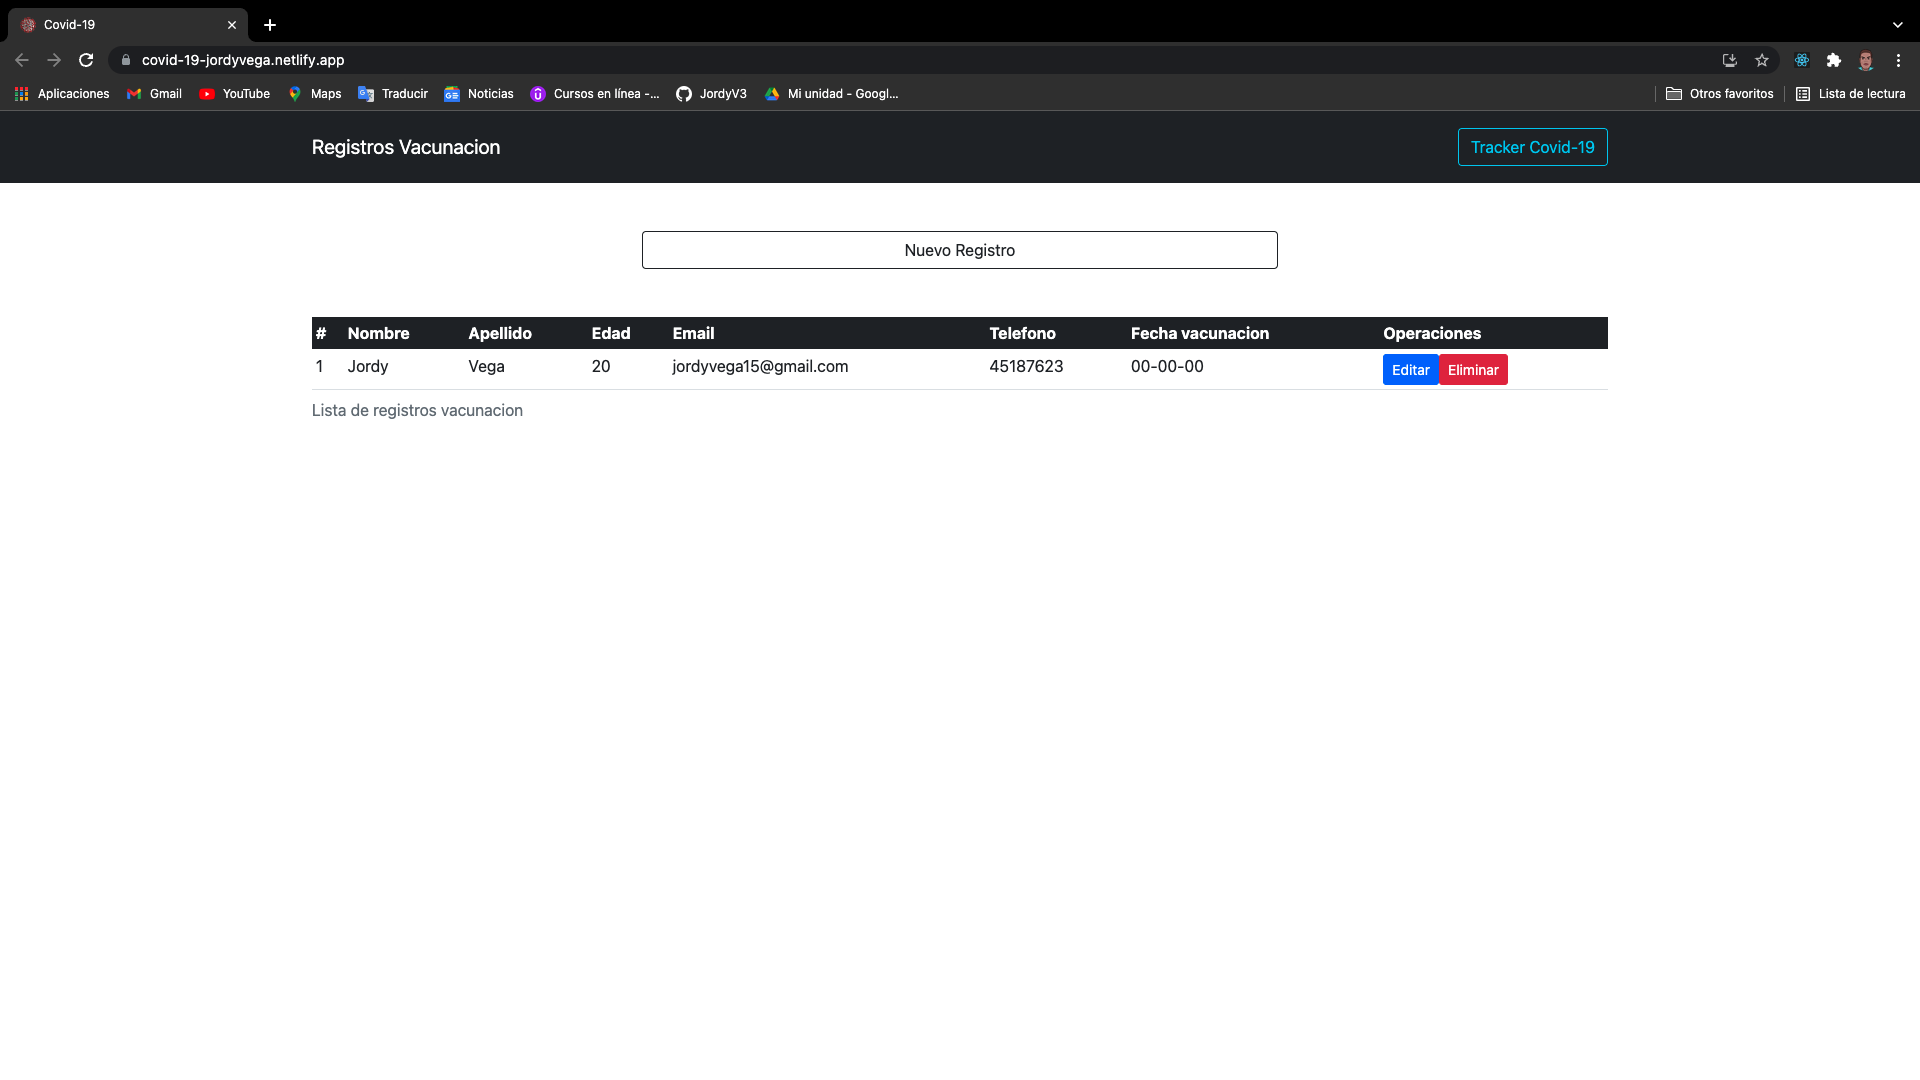 Covid-19
covid-19-jordyvega.netlify.app
Aplicaciones Gmail YouTube Maps Traducir Noticias Cursos en línea -... JordyV3 Mi unidad - Googl... Otros favoritos Lista de lectura
Registros Vacunacion Tracker Covid-19
Nuevo Registro
# Nombre Apellido Edad Email Telefono Fecha vacunacion Operaciones
1 Jordy Vega 20 jordyvega15@gmail.com 45187623 00-00-00 Editar Eliminar
Lista de registros vacunacion